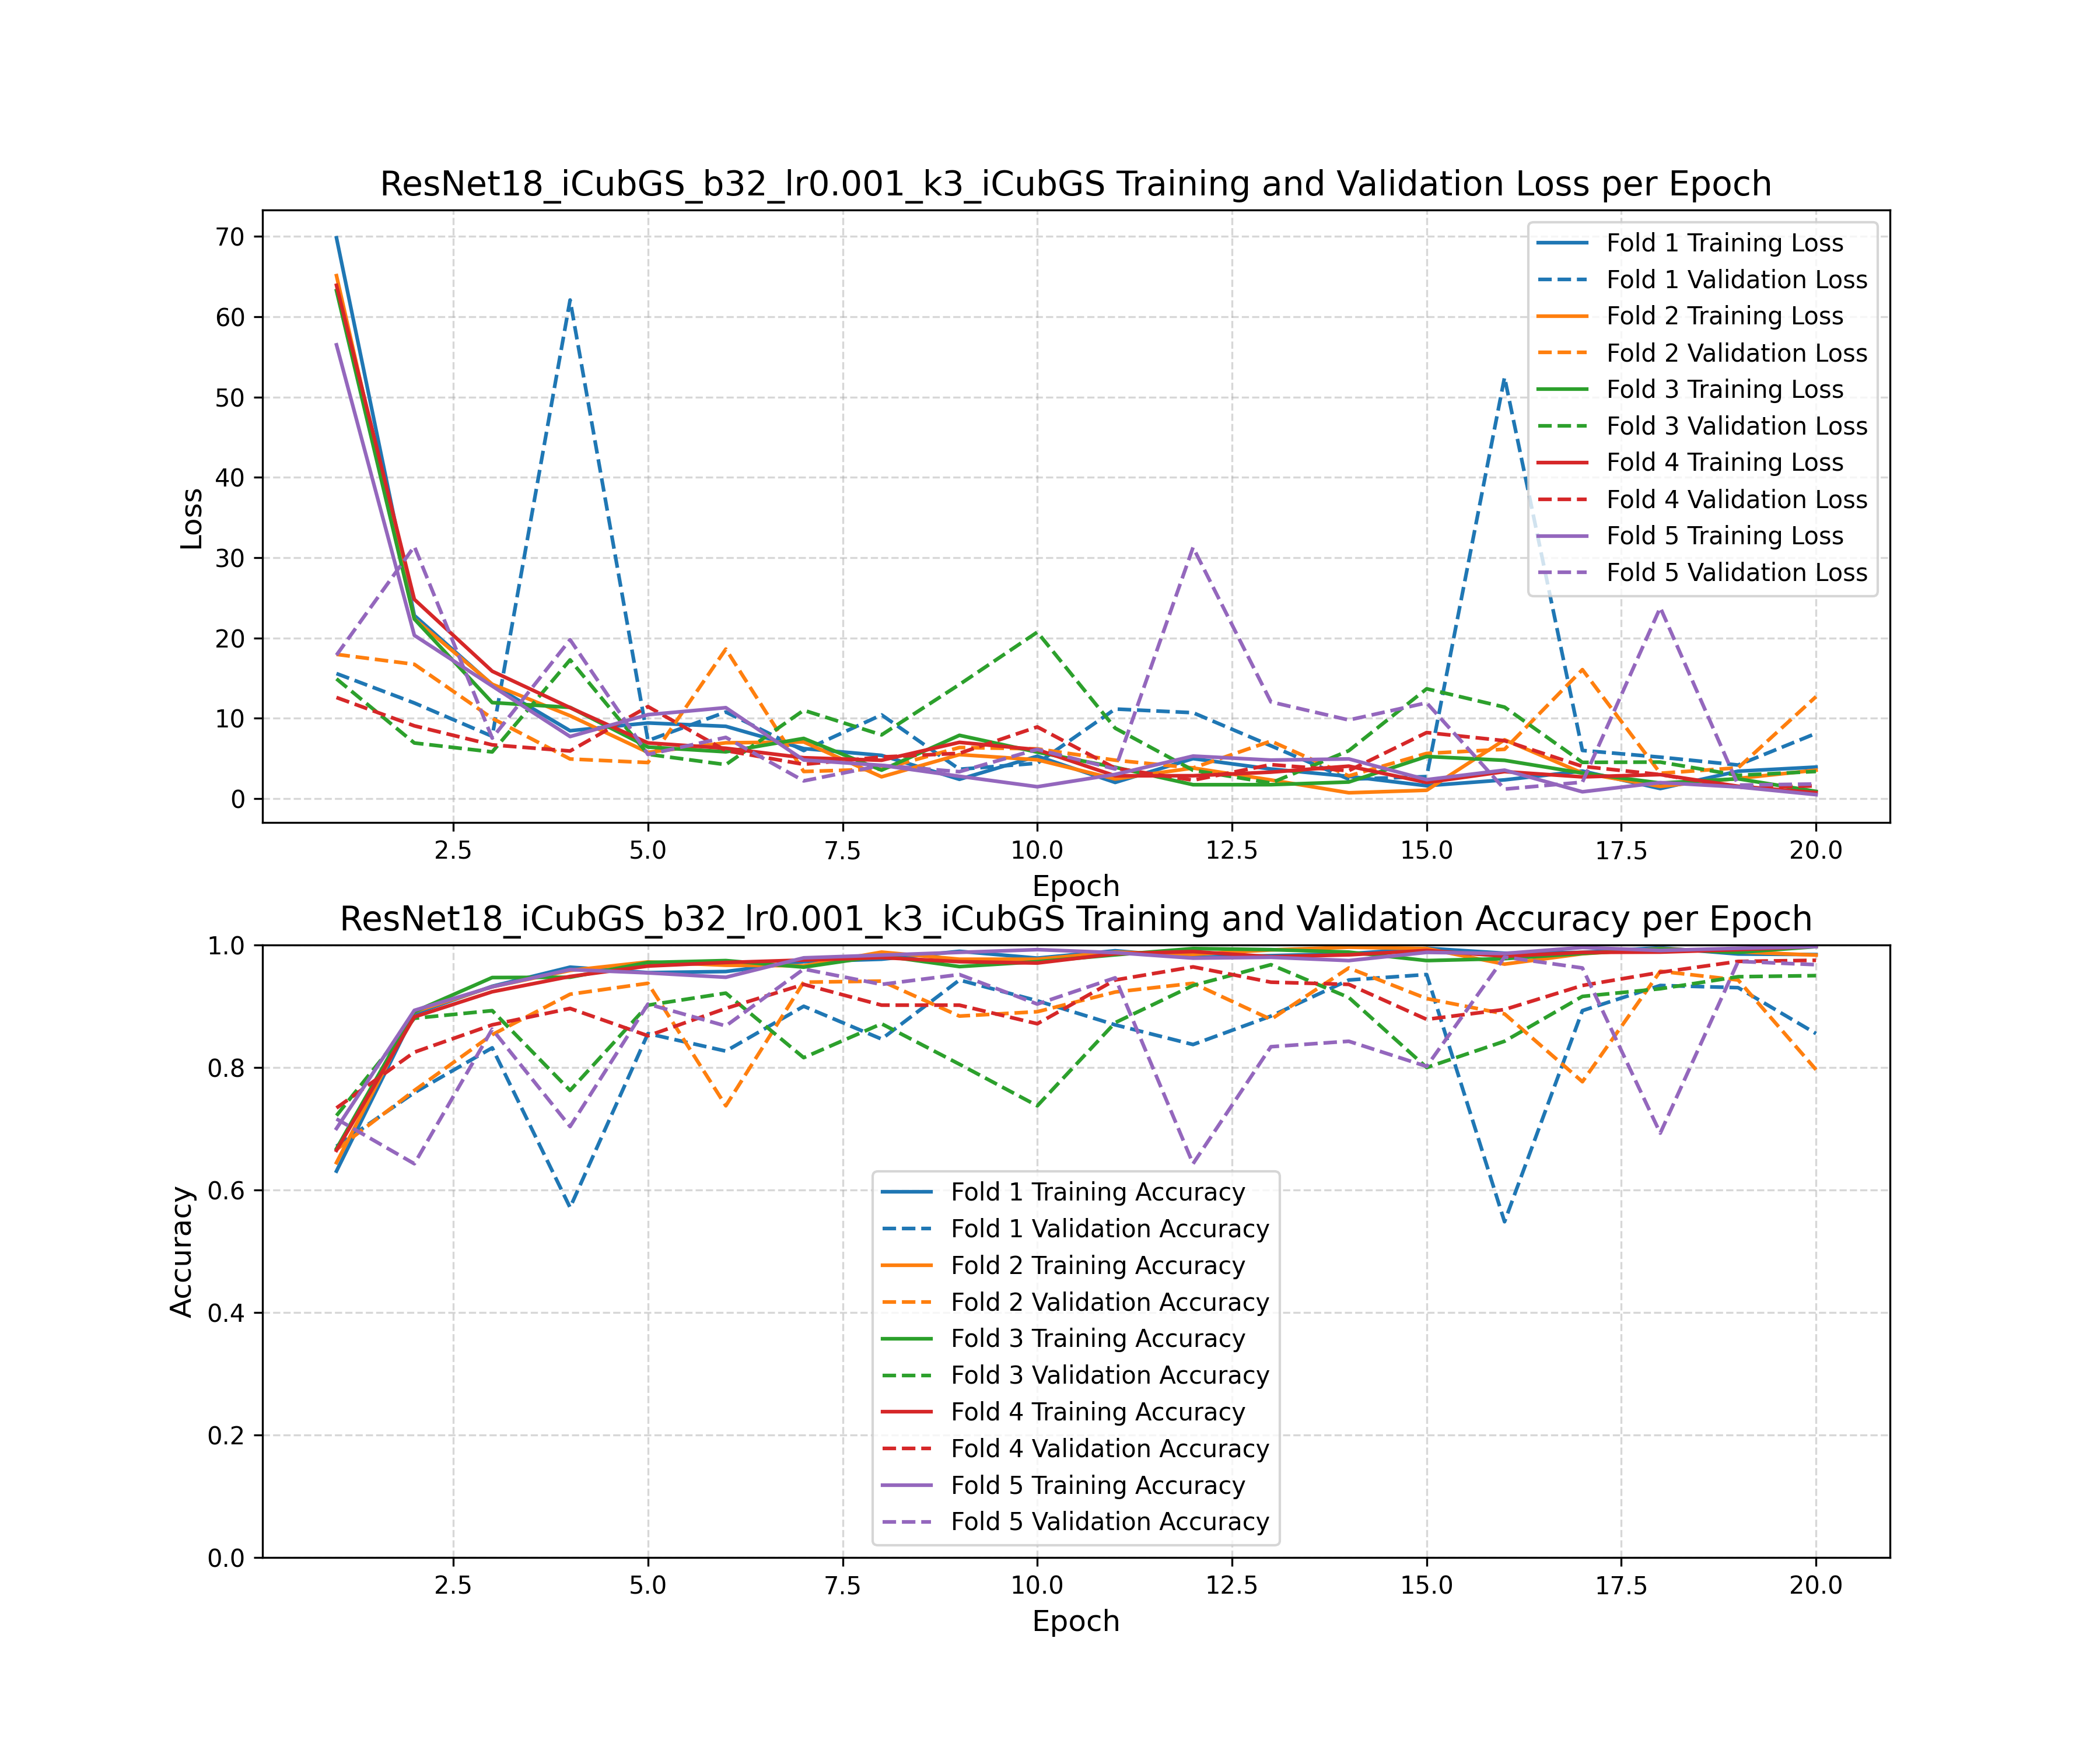 ResNet18_iCubGS_b32_lr0.001_k3_iCubGS Training and Validation Loss per Epoch
70
60
50
40
30
20
10
0
Loss
Fold 1 Training Loss
Fold 1 Validation Loss
Fold 2 Training Loss
Fold 2 Validation Loss
Fold 3 Training Loss
Fold 3 Validation Loss
Fold 4 Training Loss
Fold 4 Validation Loss
Fold 5 Training Loss
Fold 5 Validation Loss
2.5 5.0 7.5 10.0 12.5 15.0 17.5 20.0
Epoch
ResNet18_iCubGS_b32_lr0.001_k3_iCubGS Training and Validation Accuracy per Epoch
1.0
0.8
0.6
0.4
0.2
0.0
Accuracy
Fold 1 Training Accuracy
Fold 1 Validation Accuracy
Fold 2 Training Accuracy
Fold 2 Validation Accuracy
Fold 3 Training Accuracy
Fold 3 Validation Accuracy
Fold 4 Training Accuracy
Fold 4 Validation Accuracy
Fold 5 Training Accuracy
Fold 5 Validation Accuracy
2.5 5.0 7.5 10.0 12.5 15.0 17.5 20.0
Epoch